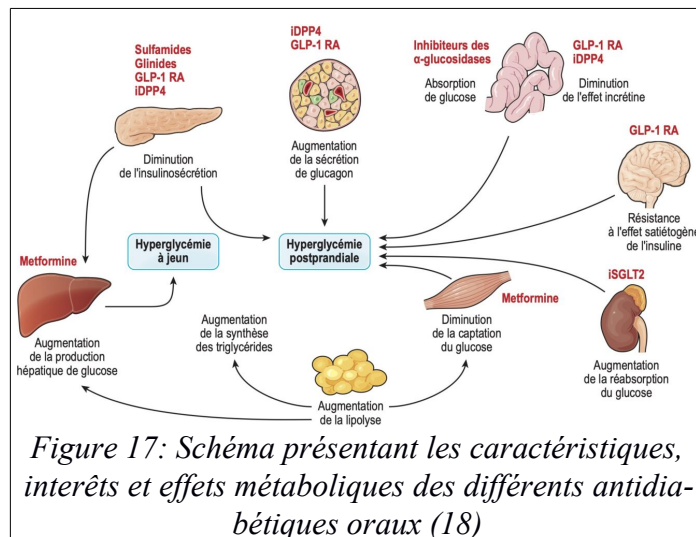 Sulfamides
Glinides
GLP-1 RA
iDPP4
Diminution
de l'insulinosécrétion
iDPP4
GLP-1 RA
Augmentation
de la sécrétion
de glucagon
Inhibiteurs des
α-glucosidases
Absorption
de glucose
GLP-1 RA
iDPP4
Diminution
de l'effet incrétine
GLP-1 RA
Résistance
à l'effet satiétogène
de l'insuline
Hyperglycémie
à jeun
Hyperglycémie
postprandiale
Metformine
Augmentation
de la production
hépatique de glucose
Augmentation
de la synthèse
des triglycérides
Augmentation
de la lipolyse
Metformine
Diminution
de la captation
du glucose
iSGLT2
Augmentation
de la réabsorption
du glucose
Figure 17: Schéma présentant les caractéristiques,
interêts et effets métaboliques des différents antidia-
bétiques oraux (18)